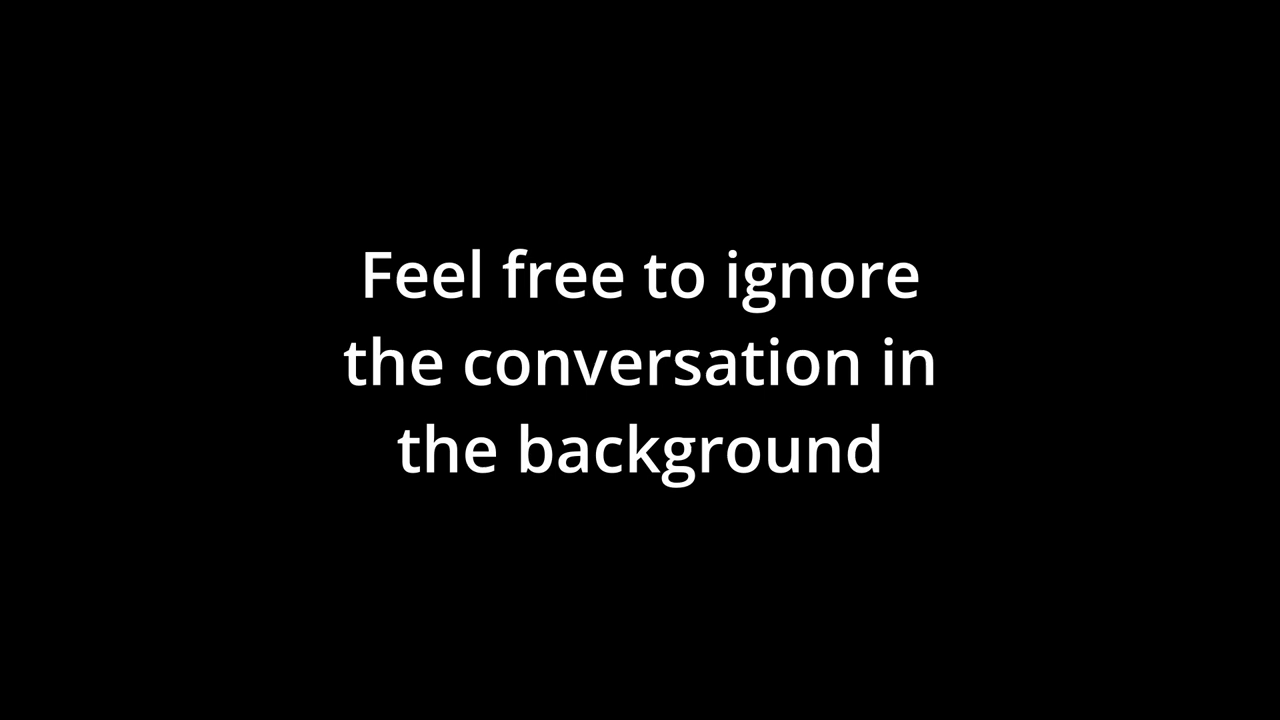 Feel free to ignore
the conversation in
the background